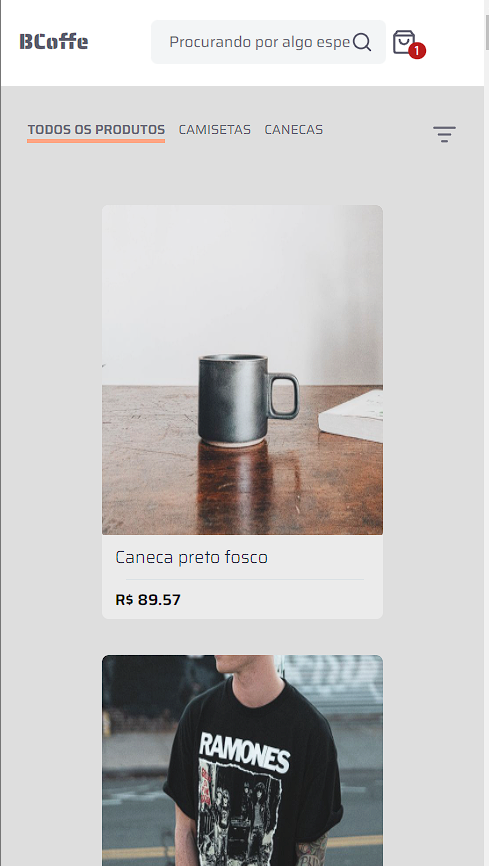 BCoffe
Procurando por algo espe
1
TODOS OS PRODUTOS CAMISETAS CANECAS
Caneca preto fosco
R$ 89.57
RAMONES